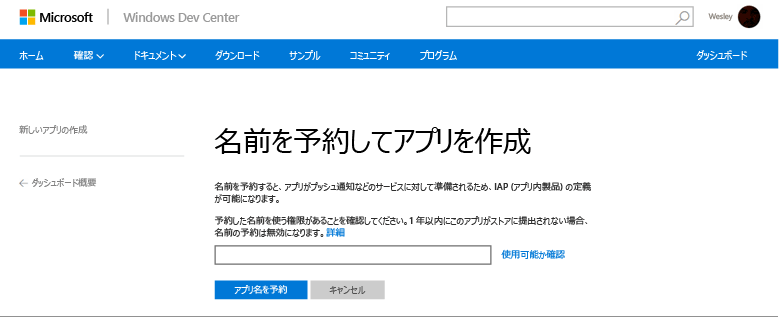 Microsoft
Windows Dev Center
Wesley
ホーム
確認
ドキュメント
ダウンロード
サンプル
コミュニティ
プログラム
ダッシュボード
新しいアプリの作成
← ダッシュボード概要
名前を予約してアプリを作成
名前を予約すると、アプリがプッシュ通知などのサービスに対して準備されるため、IAP (アプリ内製品) の定義
が可能になります。
予約した名前を使う権限があることを確認してください。1 年以内にこのアプリがストアに提出されない場合、
名前の予約は無効になります。詳細
使用可能か確認
アプリ名を予約
キャンセル